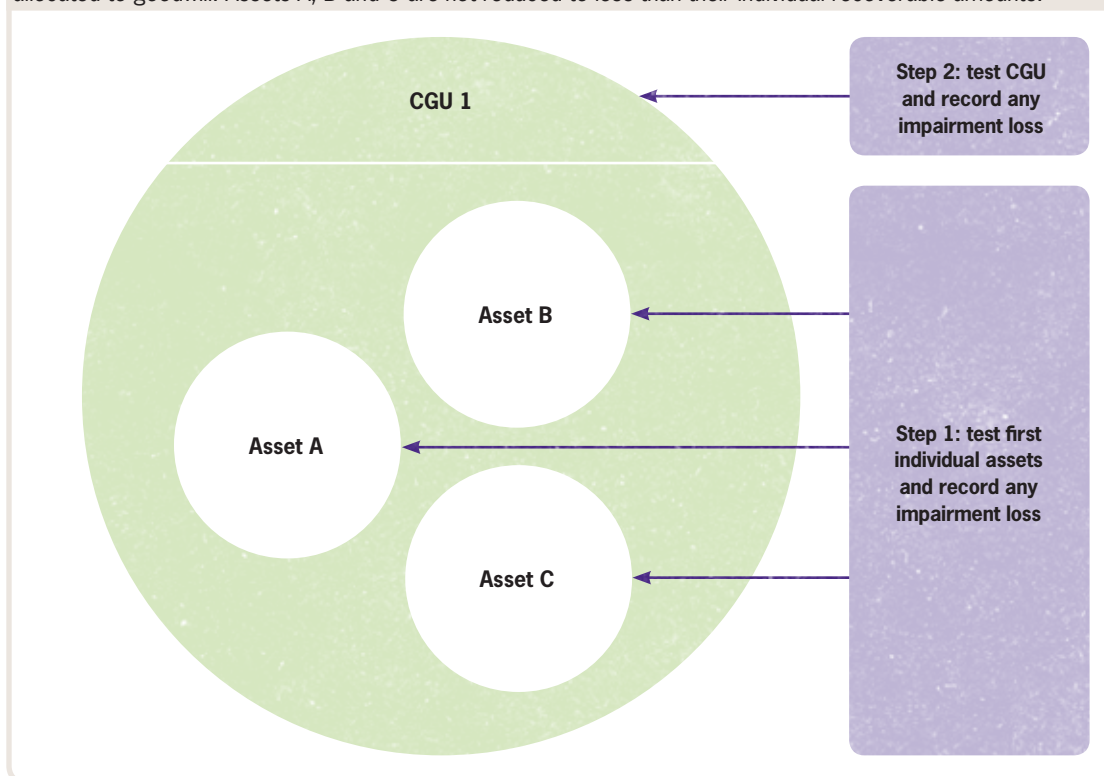 allocated to goodwill. Assets A, B and C are not reduced to less than their individual recoverable amounts.
CGU 1
Step 2: test CGU
and record any
impairment loss
Asset B
Asset A
Step 1: test first
individual assets
and record any
impairment loss
Asset C